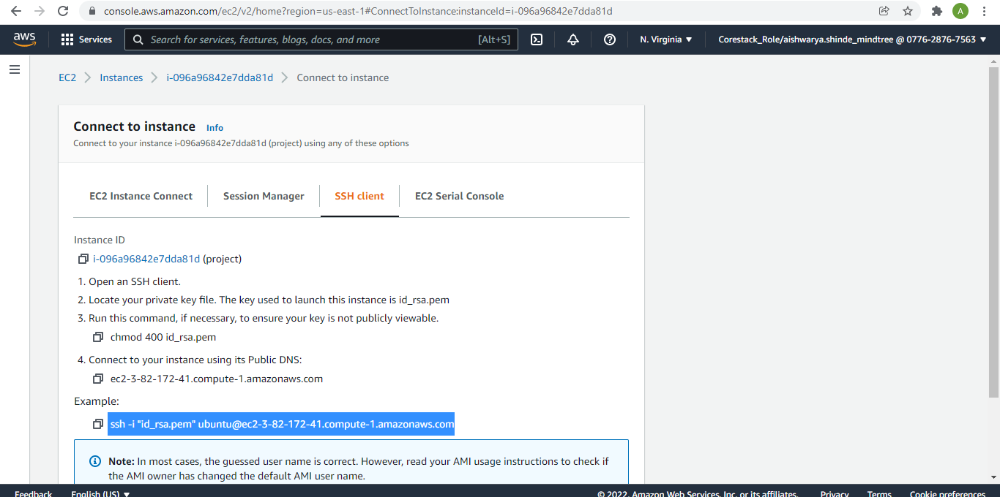 console.aws.amazon.com/ec2/v2/home?region=us-east-1#ConnectToInstance:instanceId=i-096a96842e7dda81d
A
aws
Services
Search for services, features, blogs, docs, and more
[Alt+S]
N. Virginia ▼
Corestack_Role/aishwarya.shinde_mindtree @ 0776-2876-7563 ▼
EC2 > Instances > i-096a96842e7dda81d > Connect to instance
Connect to instance Info
Connect to your instance i-096a96842e7dda81d (project) using any of these options
EC2 Instance Connect
Session Manager
SSH client
EC2 Serial Console
Instance ID
i-096a96842e7dda81d (project)
1. Open an SSH client.
2. Locate your private key file. The key used to launch this instance is id_rsa.pem
3. Run this command, if necessary, to ensure your key is not publicly viewable.
chmod 400 id_rsa.pem
4. Connect to your instance using its Public DNS:
ec2-3-82-172-41.compute-1.amazonaws.com
Example:
ssh -i "id_rsa.pem" ubuntu@ec2-3-82-172-41.compute-1.amazonaws.com
Note: In most cases, the guessed user name is correct. However, read your AMI usage instructions to check if
the AMI owner has changed the default AMI user name.
Feedback
English (US) ▼
© 2022, Amazon Web Services, Inc. or its affiliates.
Privacy
Terms
Cookie preferences